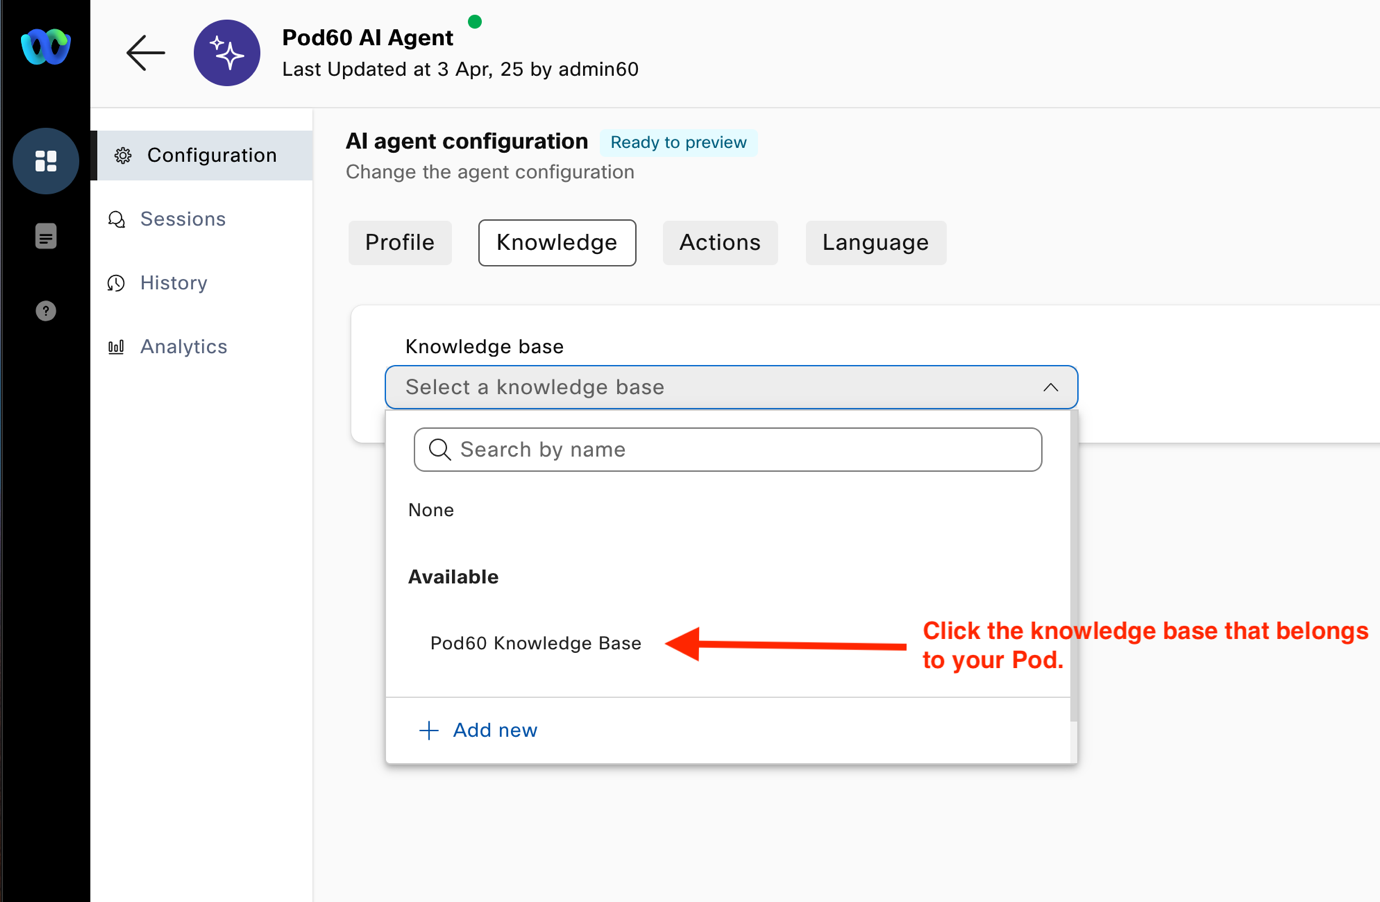 Pod60 AI Agent
Last Updated at 3 Apr, 25 by admin60
Configuration
Sessions
History
Analytics
AI agent configuration
Ready to preview
Change the agent configuration
Profile
Knowledge
Actions
Language
Knowledge base
Select a knowledge base
Search by name
None
Available
Pod60 Knowledge Base
Click the knowledge base that belongs
to your Pod.
+ Add new
?